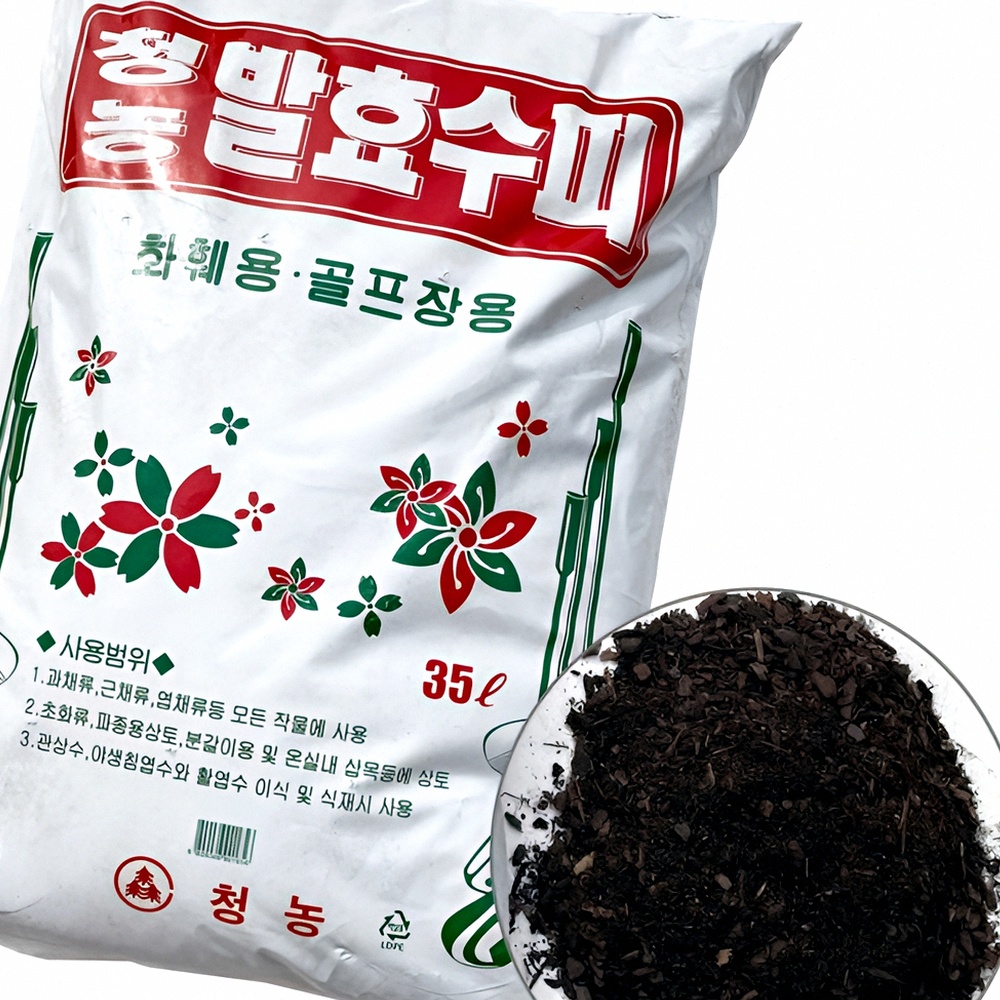 청농 발효수피
화훼용·골프장용
◆사용범위◆
35ℓ
1.과채류,근채류,엽채류등 모든 작물에 사용
2.초화류,파종용상토,분갈이용 및 온실내 삽목등에 상토
3.관상수,야생침엽수와 활엽수 이식 및 식재시 사용
청 농
LDPE